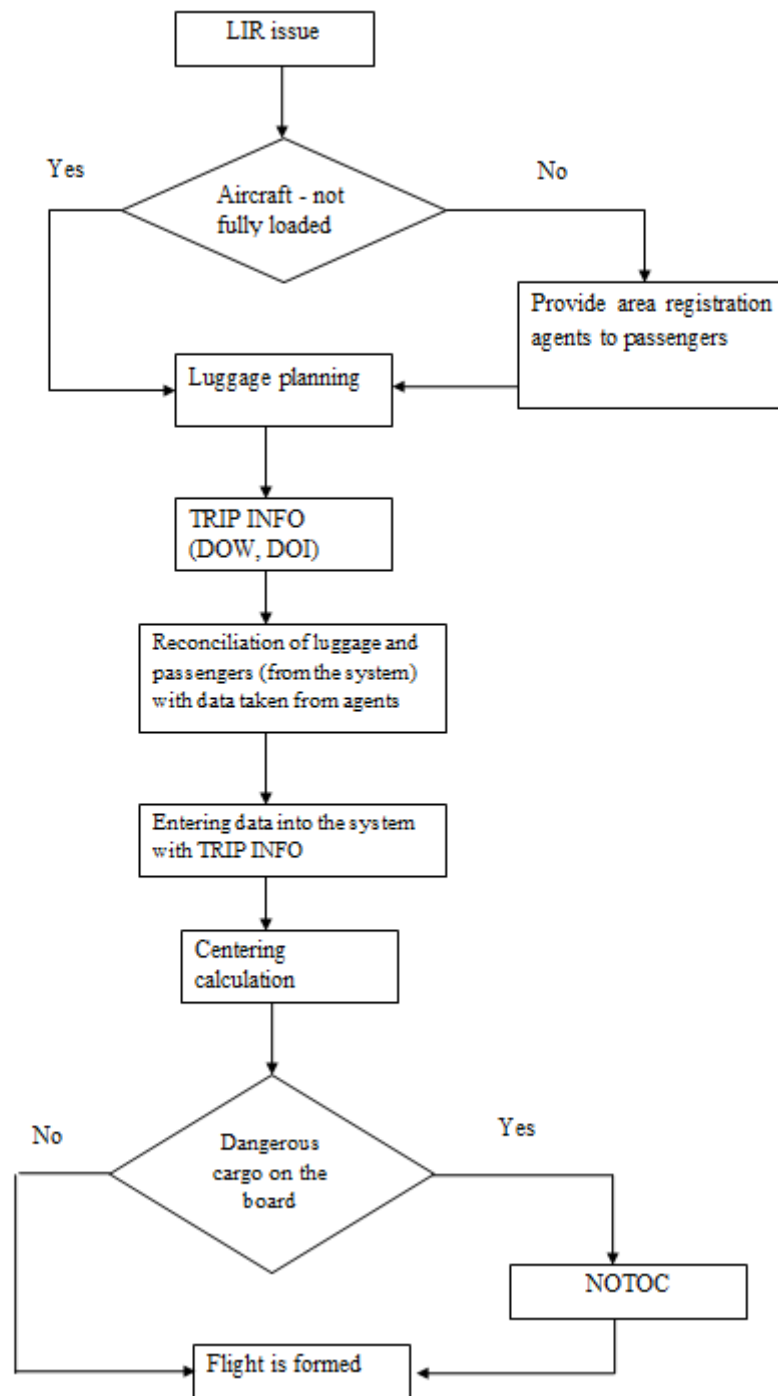 LIR issue
Yes
No
Aircraft - not
fully loaded
Provide area registration
agents to passengers
Luggage planning
TRIP INFO
(DOW, DOI)
Reconciliation of luggage and
passengers (from the system)
with data taken from agents
Entering data into the system
with TRIP INFO
Centering
calculation
No
Yes
Dangerous
cargo on the
board
NOTOC
Flight is formed